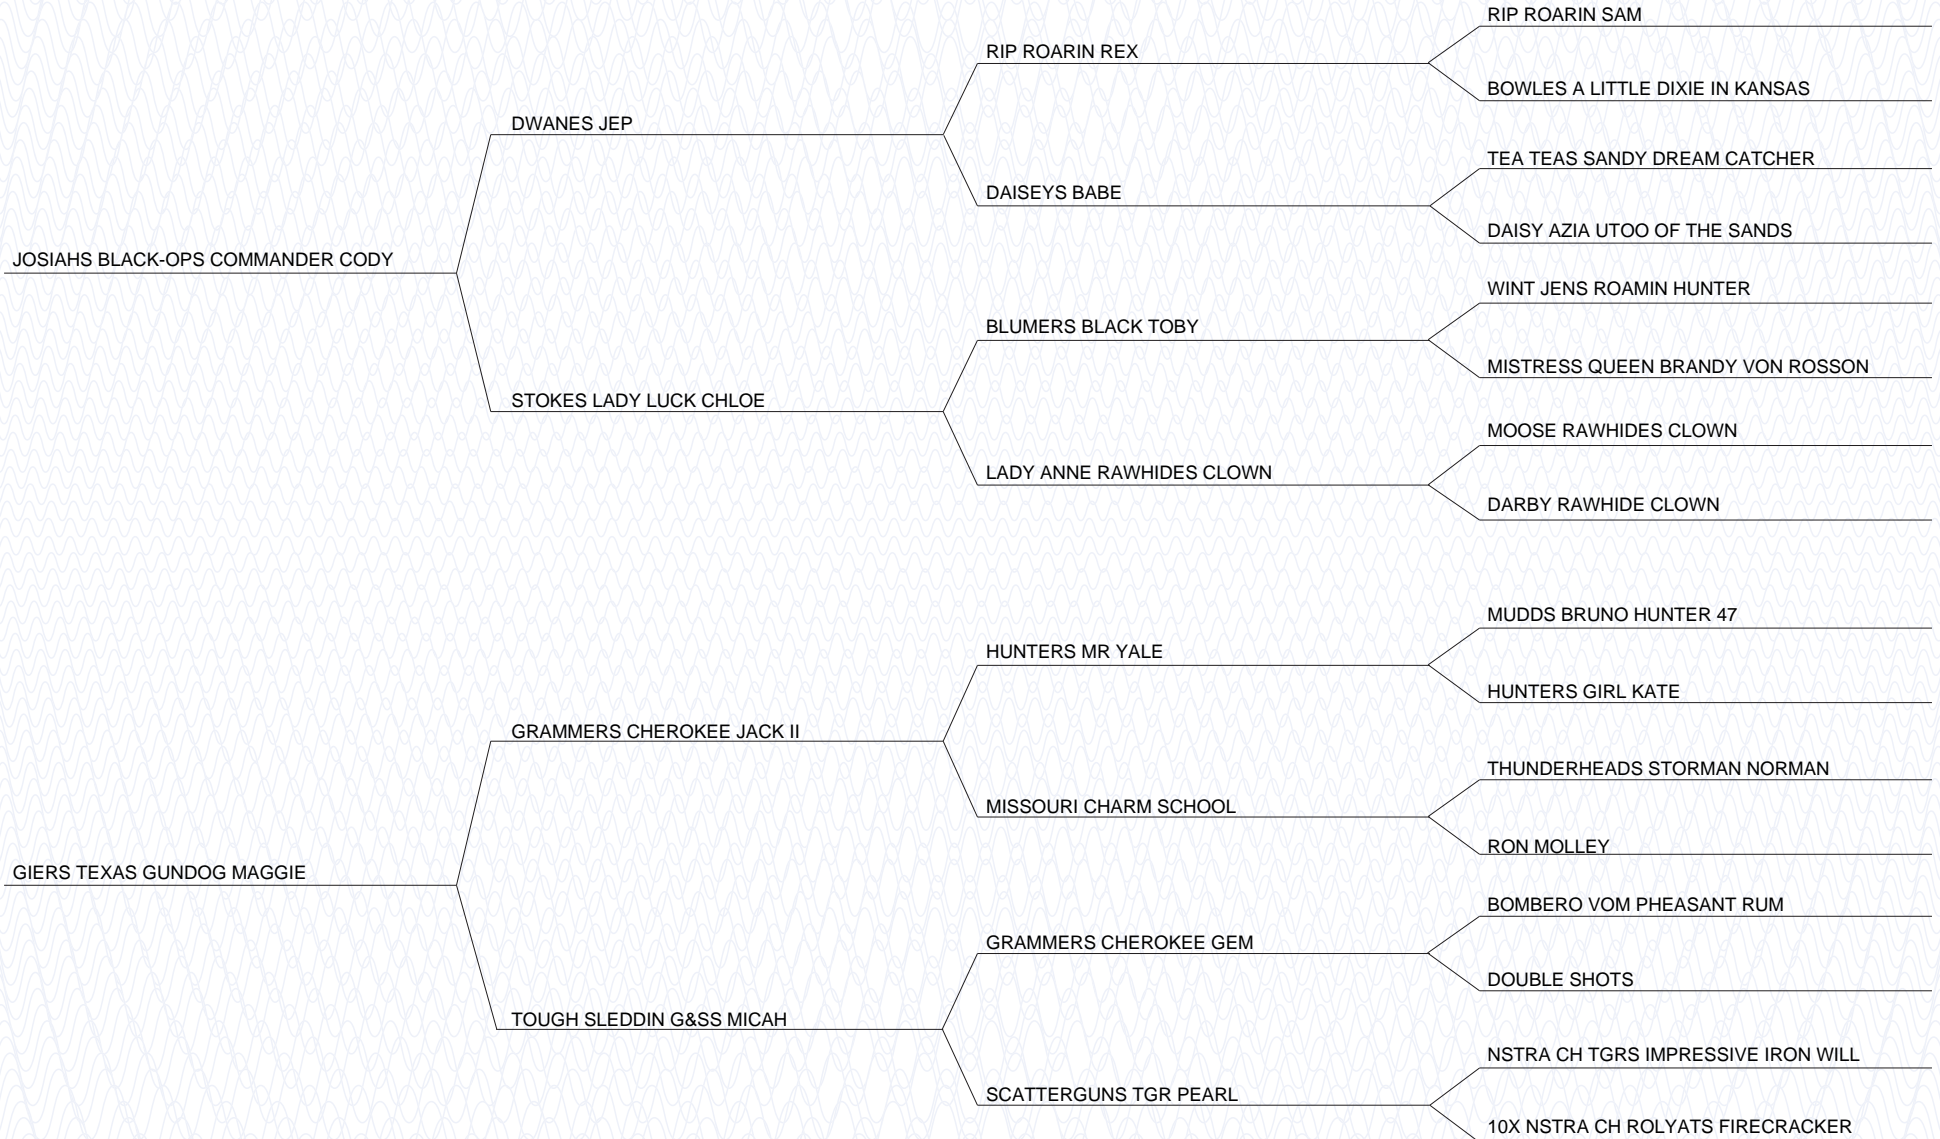 RIP ROARIN SAM
RIP ROARIN REX
BOWLES A LITTLE DIXIE IN KANSAS
DWANES JEP
TEA TEAS SANDY DREAM CATCHER
DAISEYS BABE
DAISY AZIA UTOO OF THE SANDS
JOSIAHS BLACK-OPS COMMANDER CODY
WINT JENS ROAMIN HUNTER
BLUMERS BLACK TOBY
MISTRESS QUEEN BRANDY VON ROSSON
STOKES LADY LUCK CHLOE
MOOSE RAWHIDES CLOWN
LADY ANNE RAWHIDES CLOWN
DARBY RAWHIDE CLOWN
MUDDS BRUNO HUNTER 47
HUNTERS MR YALE
HUNTERS GIRL KATE
GRAMMERS CHEROKEE JACK II
THUNDERHEADS STORMAN NORMAN
MISSOURI CHARM SCHOOL
RON MOLLEY
GIERS TEXAS GUNDOG MAGGIE
BOMBERO VOM PHEASANT RUM
GRAMMERS CHEROKEE GEM
DOUBLE SHOTS
TOUGH SLEDDIN G&SS MICAH
NSTRA CH TGRS IMPRESSIVE IRON WILL
SCATTERGUNS TGR PEARL
10X NSTRA CH ROLYATS FIRECRACKER